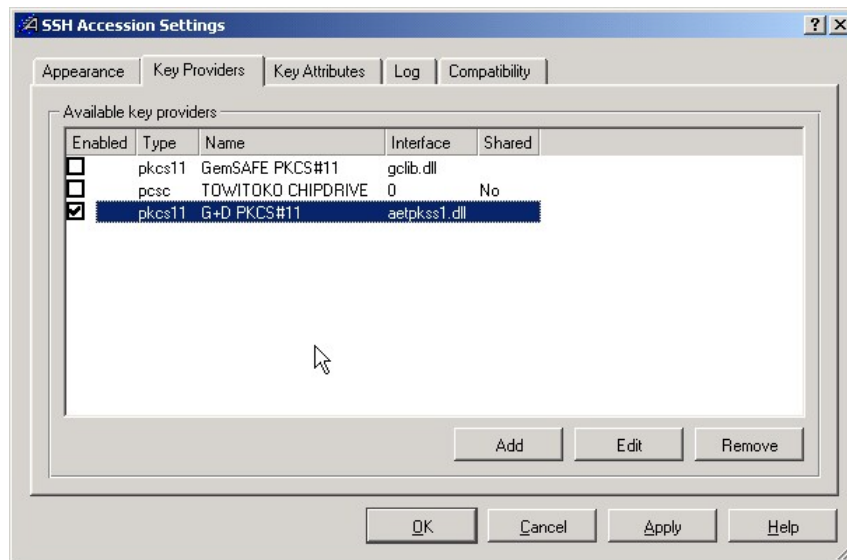 SSH Accession Settings
Appearance Key Providers Key Attributes Log Compatibility
Available key providers
Enabled Type Name Interface Shared
pkcs11 GemSAFE PKCS#11 gclib.dll
pcsc TOWITOKO CHIPDRIVE 0 No
pkcs11 G+D PKCS#11 aetpkss1.dll
Add Edit Remove
OK Cancel Apply Help